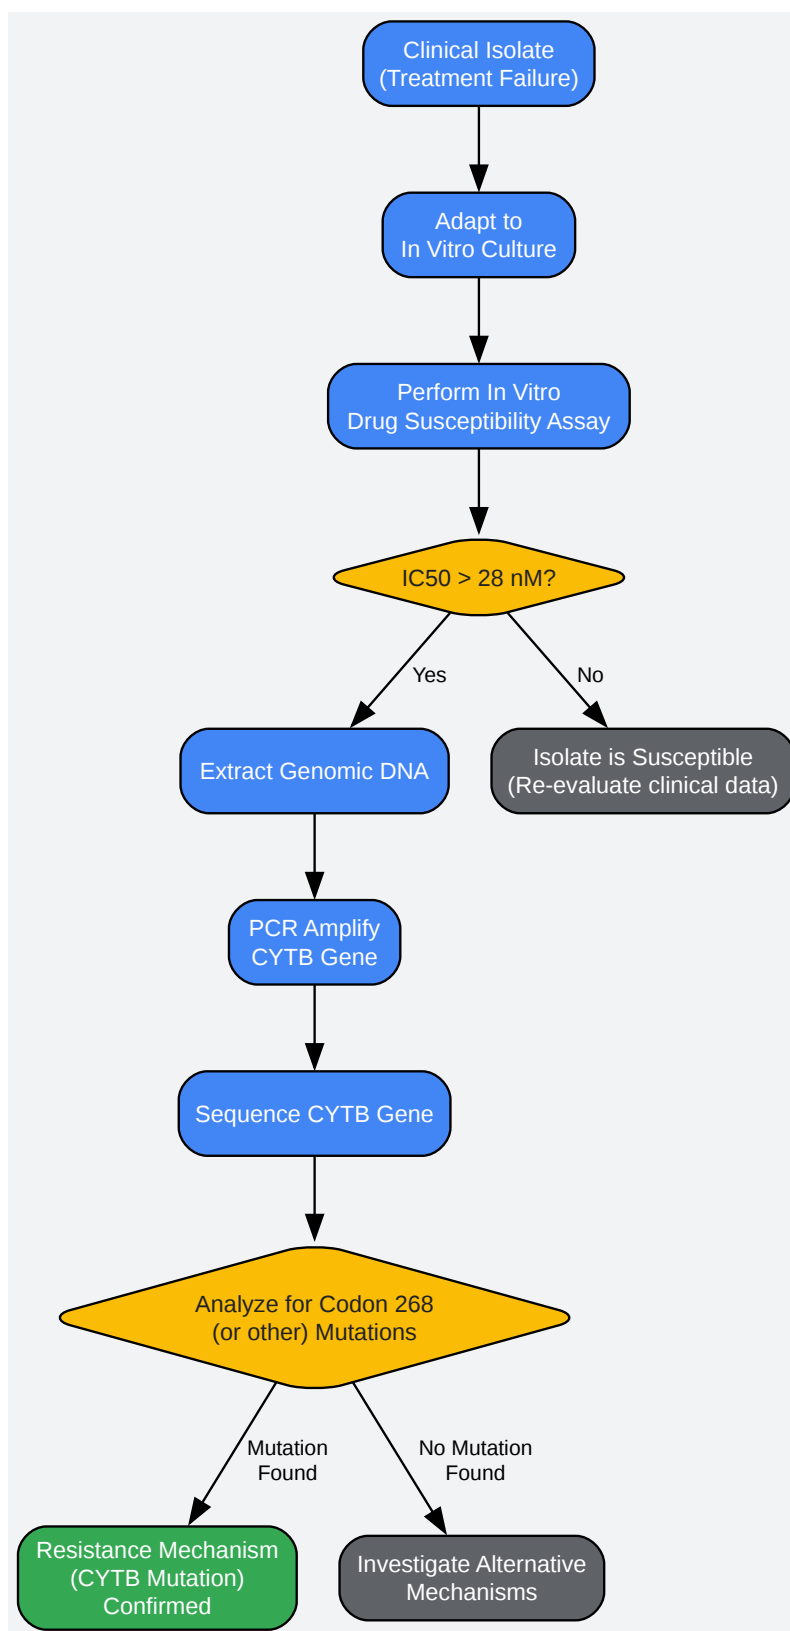 Clinical Isolate
(Treatment Failure)
Adapt to
In Vitro Culture
Perform In Vitro
Drug Susceptibility Assay
IC50 > 28 nM?
Yes
No
Extract Genomic DNA
Isolate is Susceptible
(Re-evaluate clinical data)
PCR Amplify
CYTB Gene
Sequence CYTB Gene
Analyze for Codon 268
(or other) Mutations
Mutation
Found
No Mutation
Found
Resistance Mechanism
(CYTB Mutation)
Confirmed
Investigate Alternative
Mechanisms